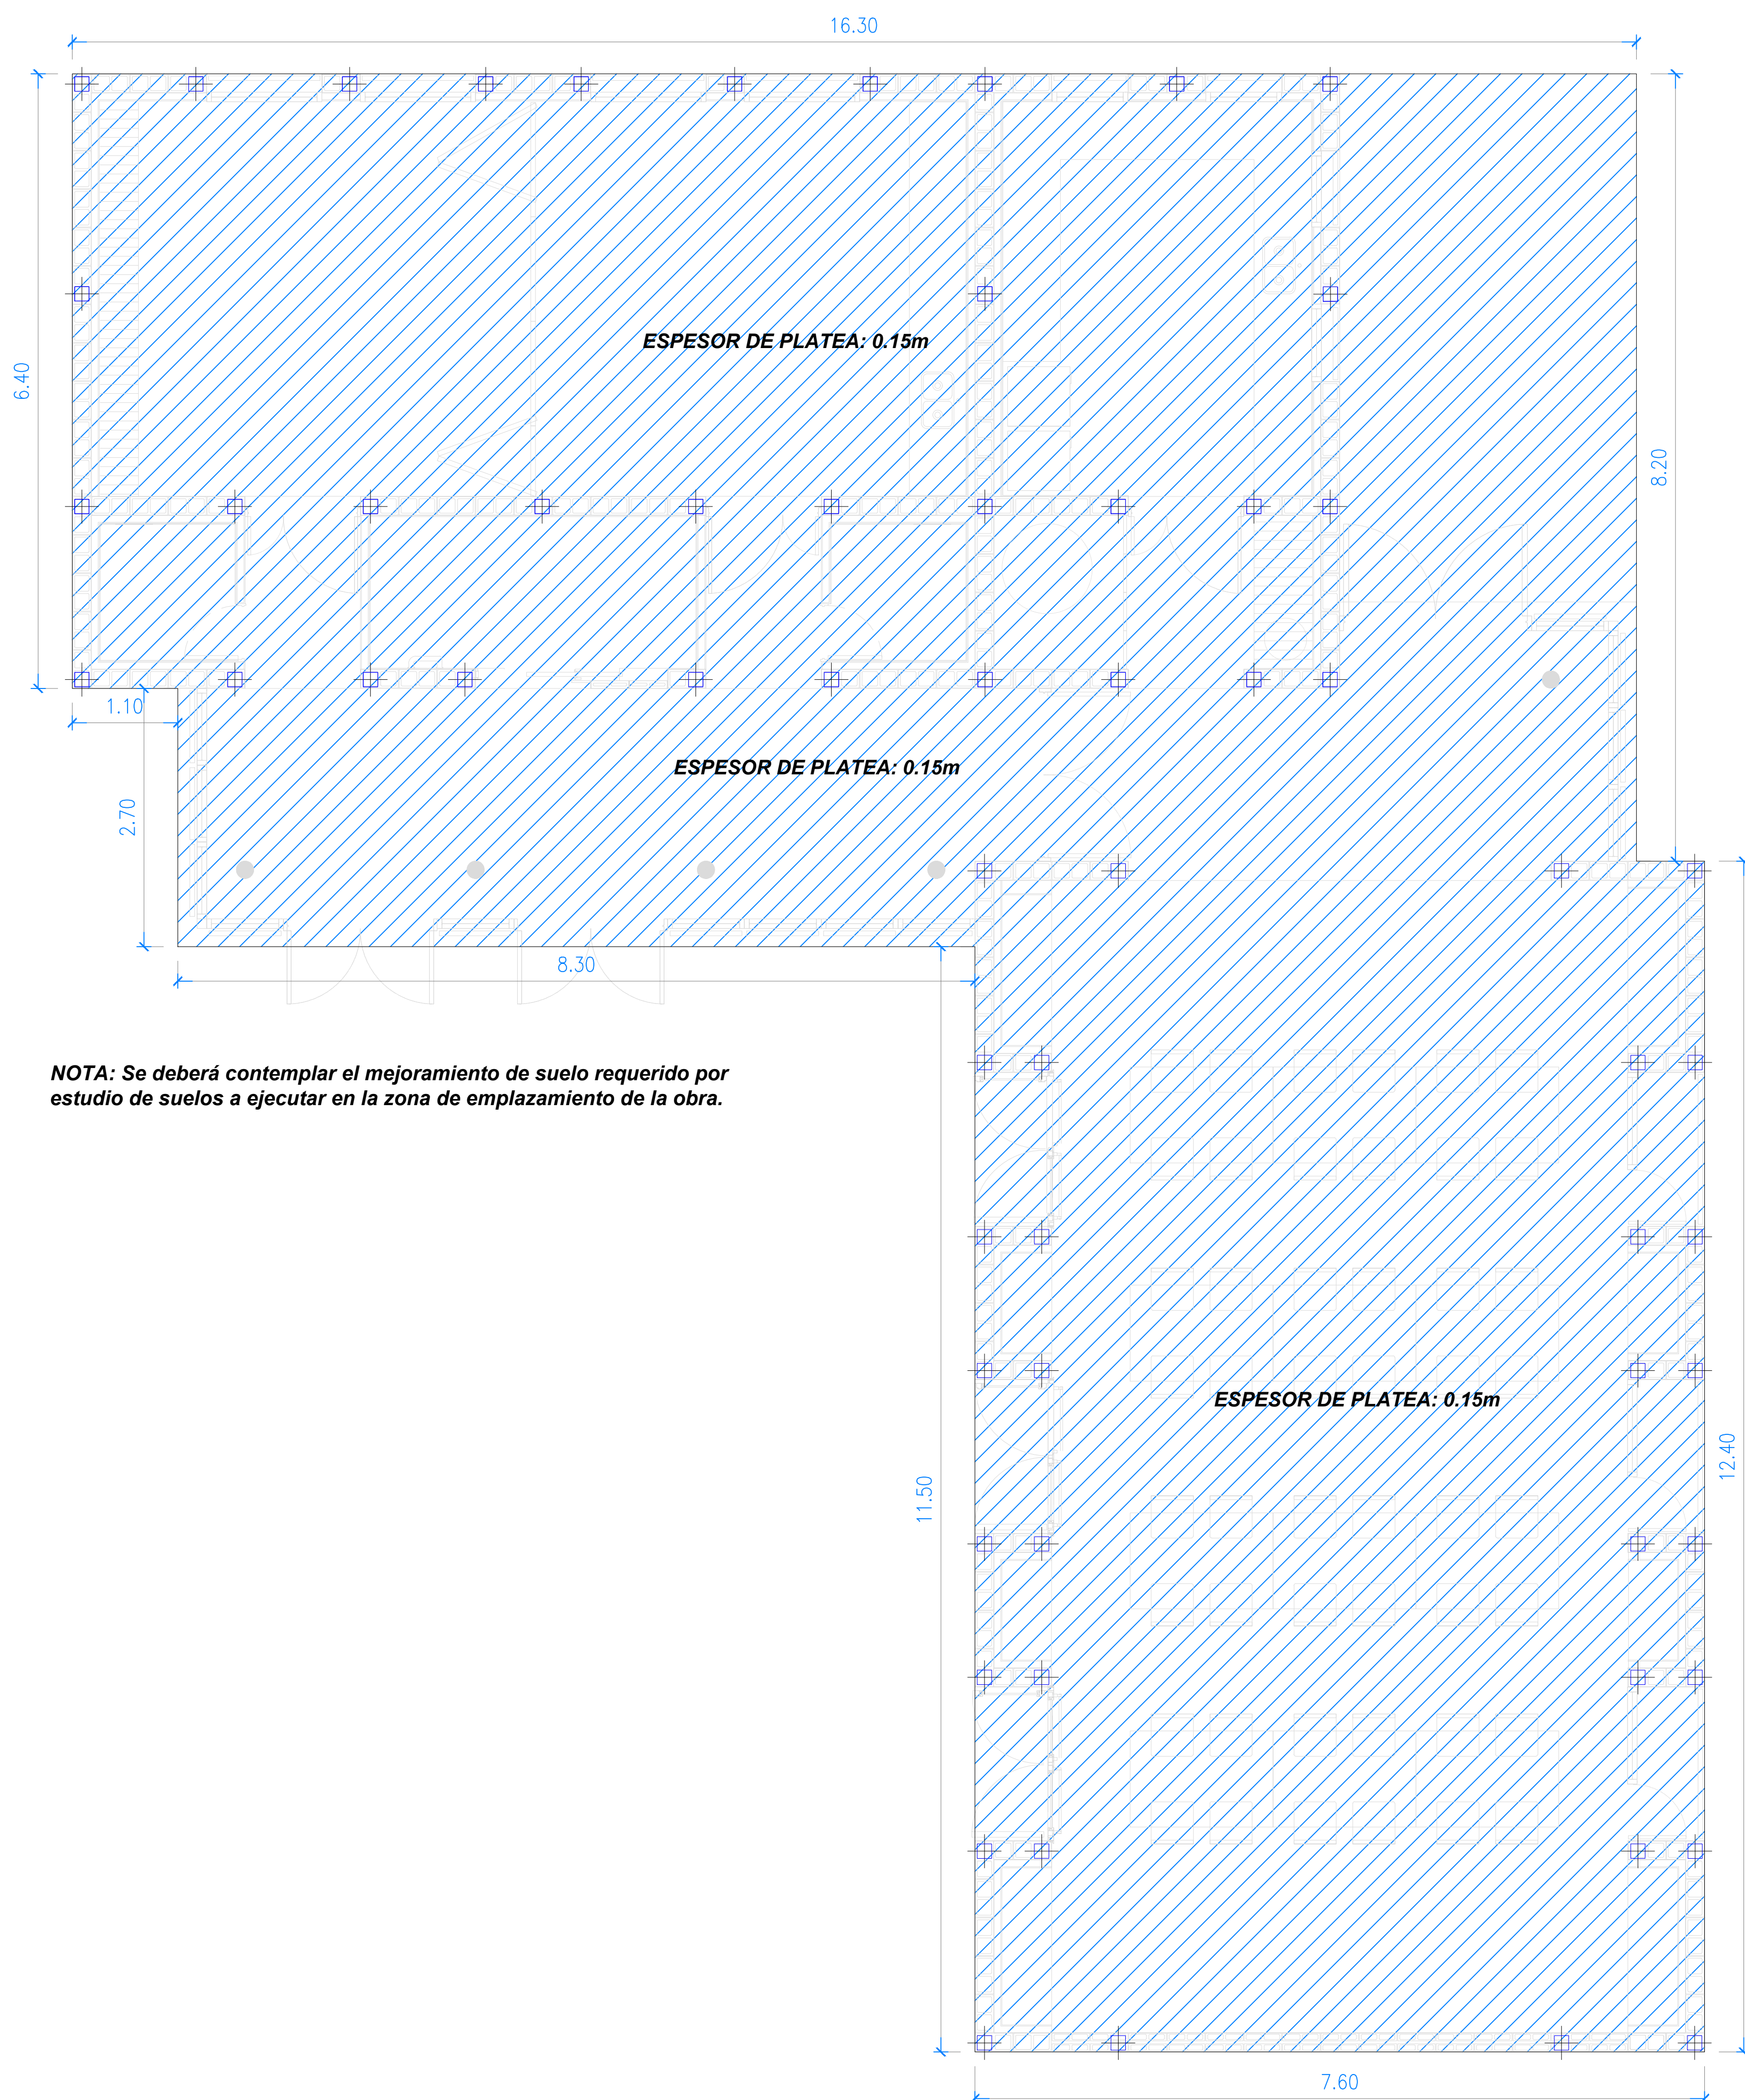 16.30
6.40
ESPESOR DE PLATEA: 0.15m
8.20
1.10
ESPESOR DE PLATEA: 0.15m
2.70
8.30
NOTA: Se deberá contemplar el mejoramiento de suelo requerido por
estudio de suelos a ejecutar en la zona de emplazamiento de la obra.
ESPESOR DE PLATEA: 0.15m
12.40
11.50
7.60